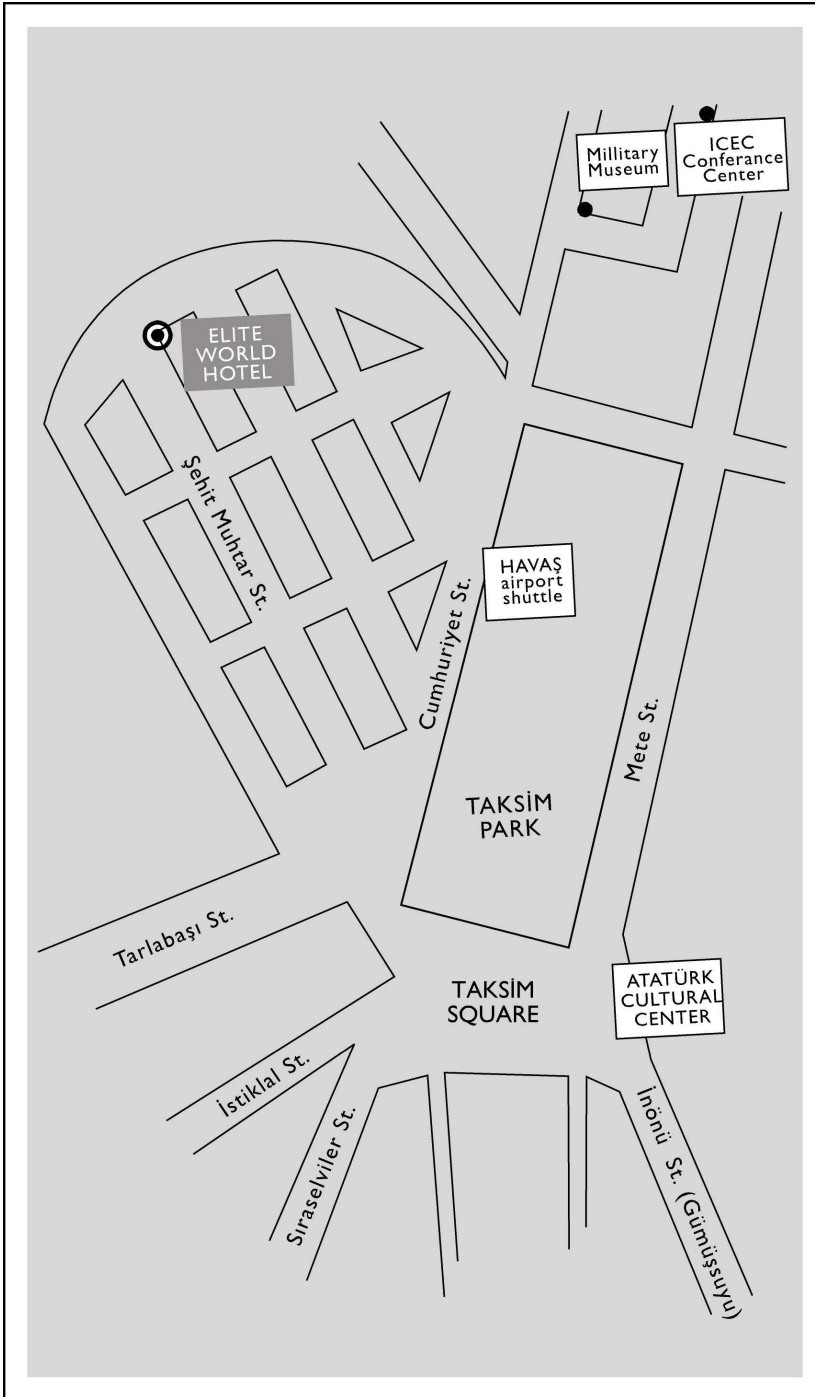 Millitary
Museum
ICEC
Conferance
Center
ELITE
WORLD
HOTEL
Şehit Muhtar St.
HAVAŞ
airport
shuttle
Cumhuriyet St.
Mete St.
TAKSİM
PARK
Tarlabaşı St.
TAKSİM
SQUARE
ATATÜRK
CULTURAL
CENTER
İstiklal St.
Sıraselviler St.
İnönü St. (Gümüşsuyu)